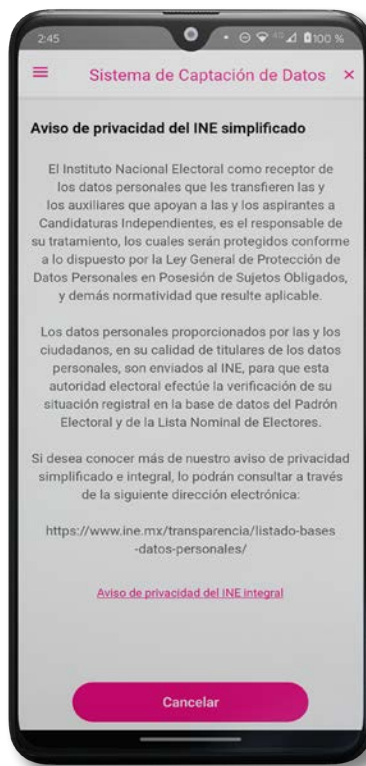 2:45
4G 100 %
Sistema de Captación de Datos ×
Aviso de privacidad del INE simplificado
El Instituto Nacional Electoral como receptor de
los datos personales que les transfieren las y
los auxiliares que apoyan a las y los aspirantes a
Candidaturas Independientes, es el responsable de
su tratamiento, los cuales serán protegidos conforme
a lo dispuesto por la Ley General de Protección de
Datos Personales en Posesión de Sujetos Obligados,
y demás normatividad que resulte aplicable.
Los datos personales proporcionados por las y los
ciudadanos, en su calidad de titulares de los datos
personales, son enviados al INE, para que esta
autoridad electoral efectúe la verificación de su
situación registral en la base de datos del Padrón
Electoral y de la Lista Nominal de Electores.
Si desea conocer más de nuestro aviso de privacidad
simplificado e integral, lo podrán consultar a través
de la siguiente dirección electrónica:
https://www.ine.mx/transparencia/listado-bases
-datos-personales/
Aviso de privacidad del INE integral
Cancelar